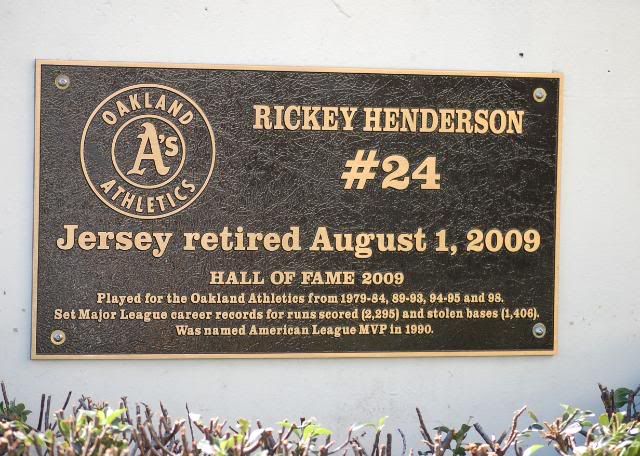 OAKLAND
A's
ATHLETICS
RICKEY HENDERSON
#24
Jersey retired August 1, 2009
HALL OF FAME 2009
Played for the Oakland Athletics from 1979-84, 89-93, 94-95 and 98.
Set Major League career records for runs scored (2,295) and stolen bases (1,406).
Was named American League MVP in 1990.